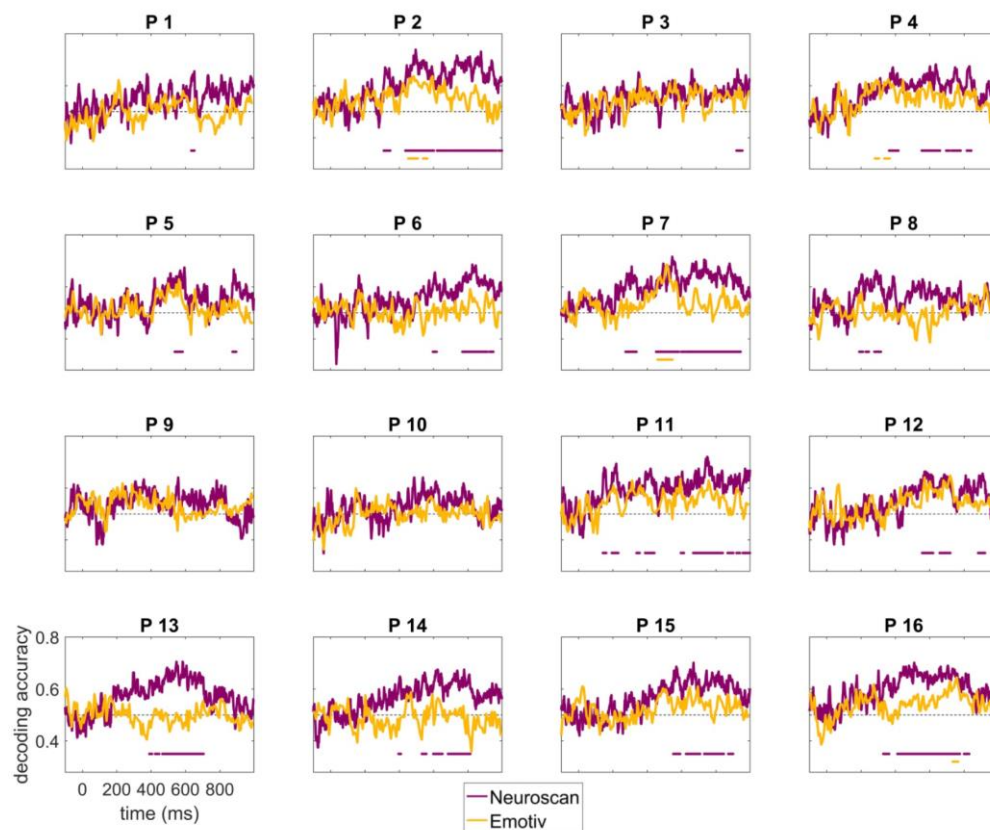 P 1
P 2
P 3
P 4
P 5
P 6
P 7
P 8
P 9
P 10
P 11
P 12
P 13
P 14
P 15
P 16
decoding accuracy
0.8
0.6
0.4
0 200 400 600 800
time (ms)
Neuroscan
Emotiv